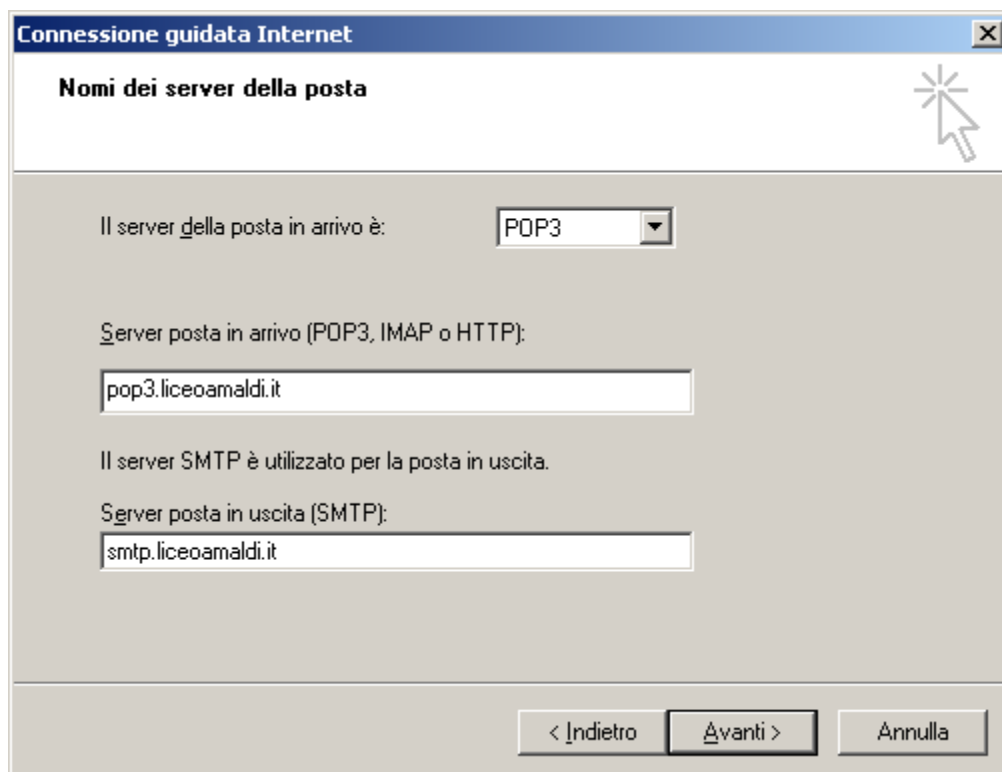 Connessione guidata Internet
Nomi dei server della posta
Il server della posta in arrivo è: POP3
Server posta in arrivo (POP3, IMAP o HTTP):
pop3.liceoamaldi.it
Il server SMTP è utilizzato per la posta in uscita.
Server posta in uscita (SMTP):
smtp.liceoamaldi.it
< Indietro Avanti > Annulla